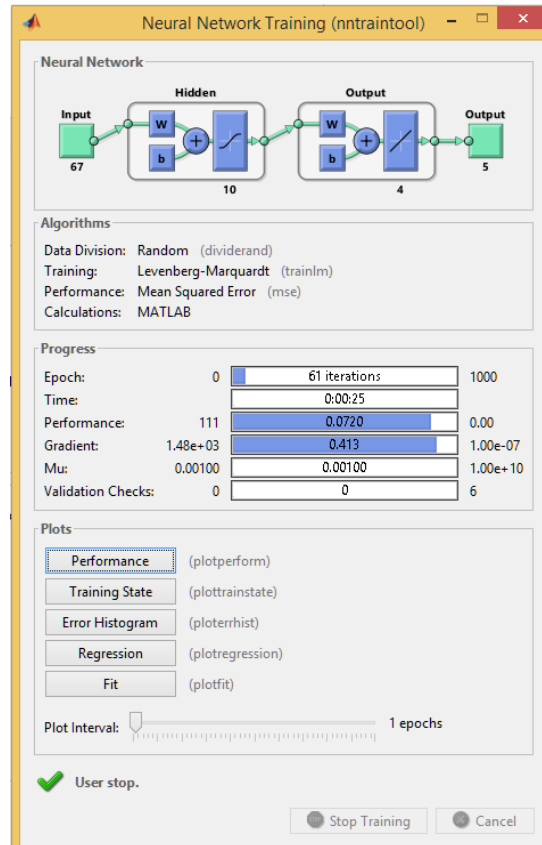 Neural Network Training (nntraintool)
Neural Network
Hidden Output
Input Output
W W
b b
67 10 4 5
Algorithms
Data Division: Random (dividerand)
Training: Levenberg-Marquardt (trainlm)
Performance: Mean Squared Error (mse)
Calculations: MATLAB
Progress
Epoch: 0 61 iterations 1000
Time: 0:00:25
Performance: 111 0.0720 0.00
Gradient: 1.48e+03 0.413 1.00e-07
Mu: 0.00100 0.00100 1.00e+10
Validation Checks: 0 0 6
Plots
Performance (plotperform)
Training State (plottrainstate)
Error Histogram (ploterrhist)
Regression (plotregression)
Fit (plotfit)
Plot Interval: 1 epochs
User stop.
Stop Training Cancel